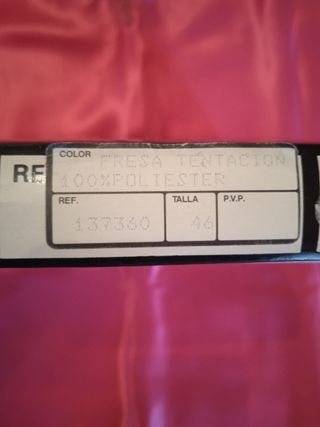 RE
COLOR FRESA TENTACION
100%POLIESTER
REF. TALLA P.V.P.
137360 46